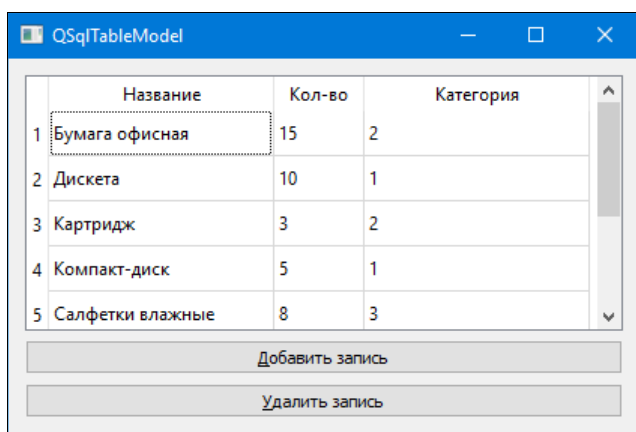 QSqlTableModel
Название Кол-во Категория
1 Бумага офисная 15 2
2 Дискета 10 1
3 Картридж 3 2
4 Компакт-диск 5 1
5 Салфетки влажные 8 3
Добавить запись
Удалить запись